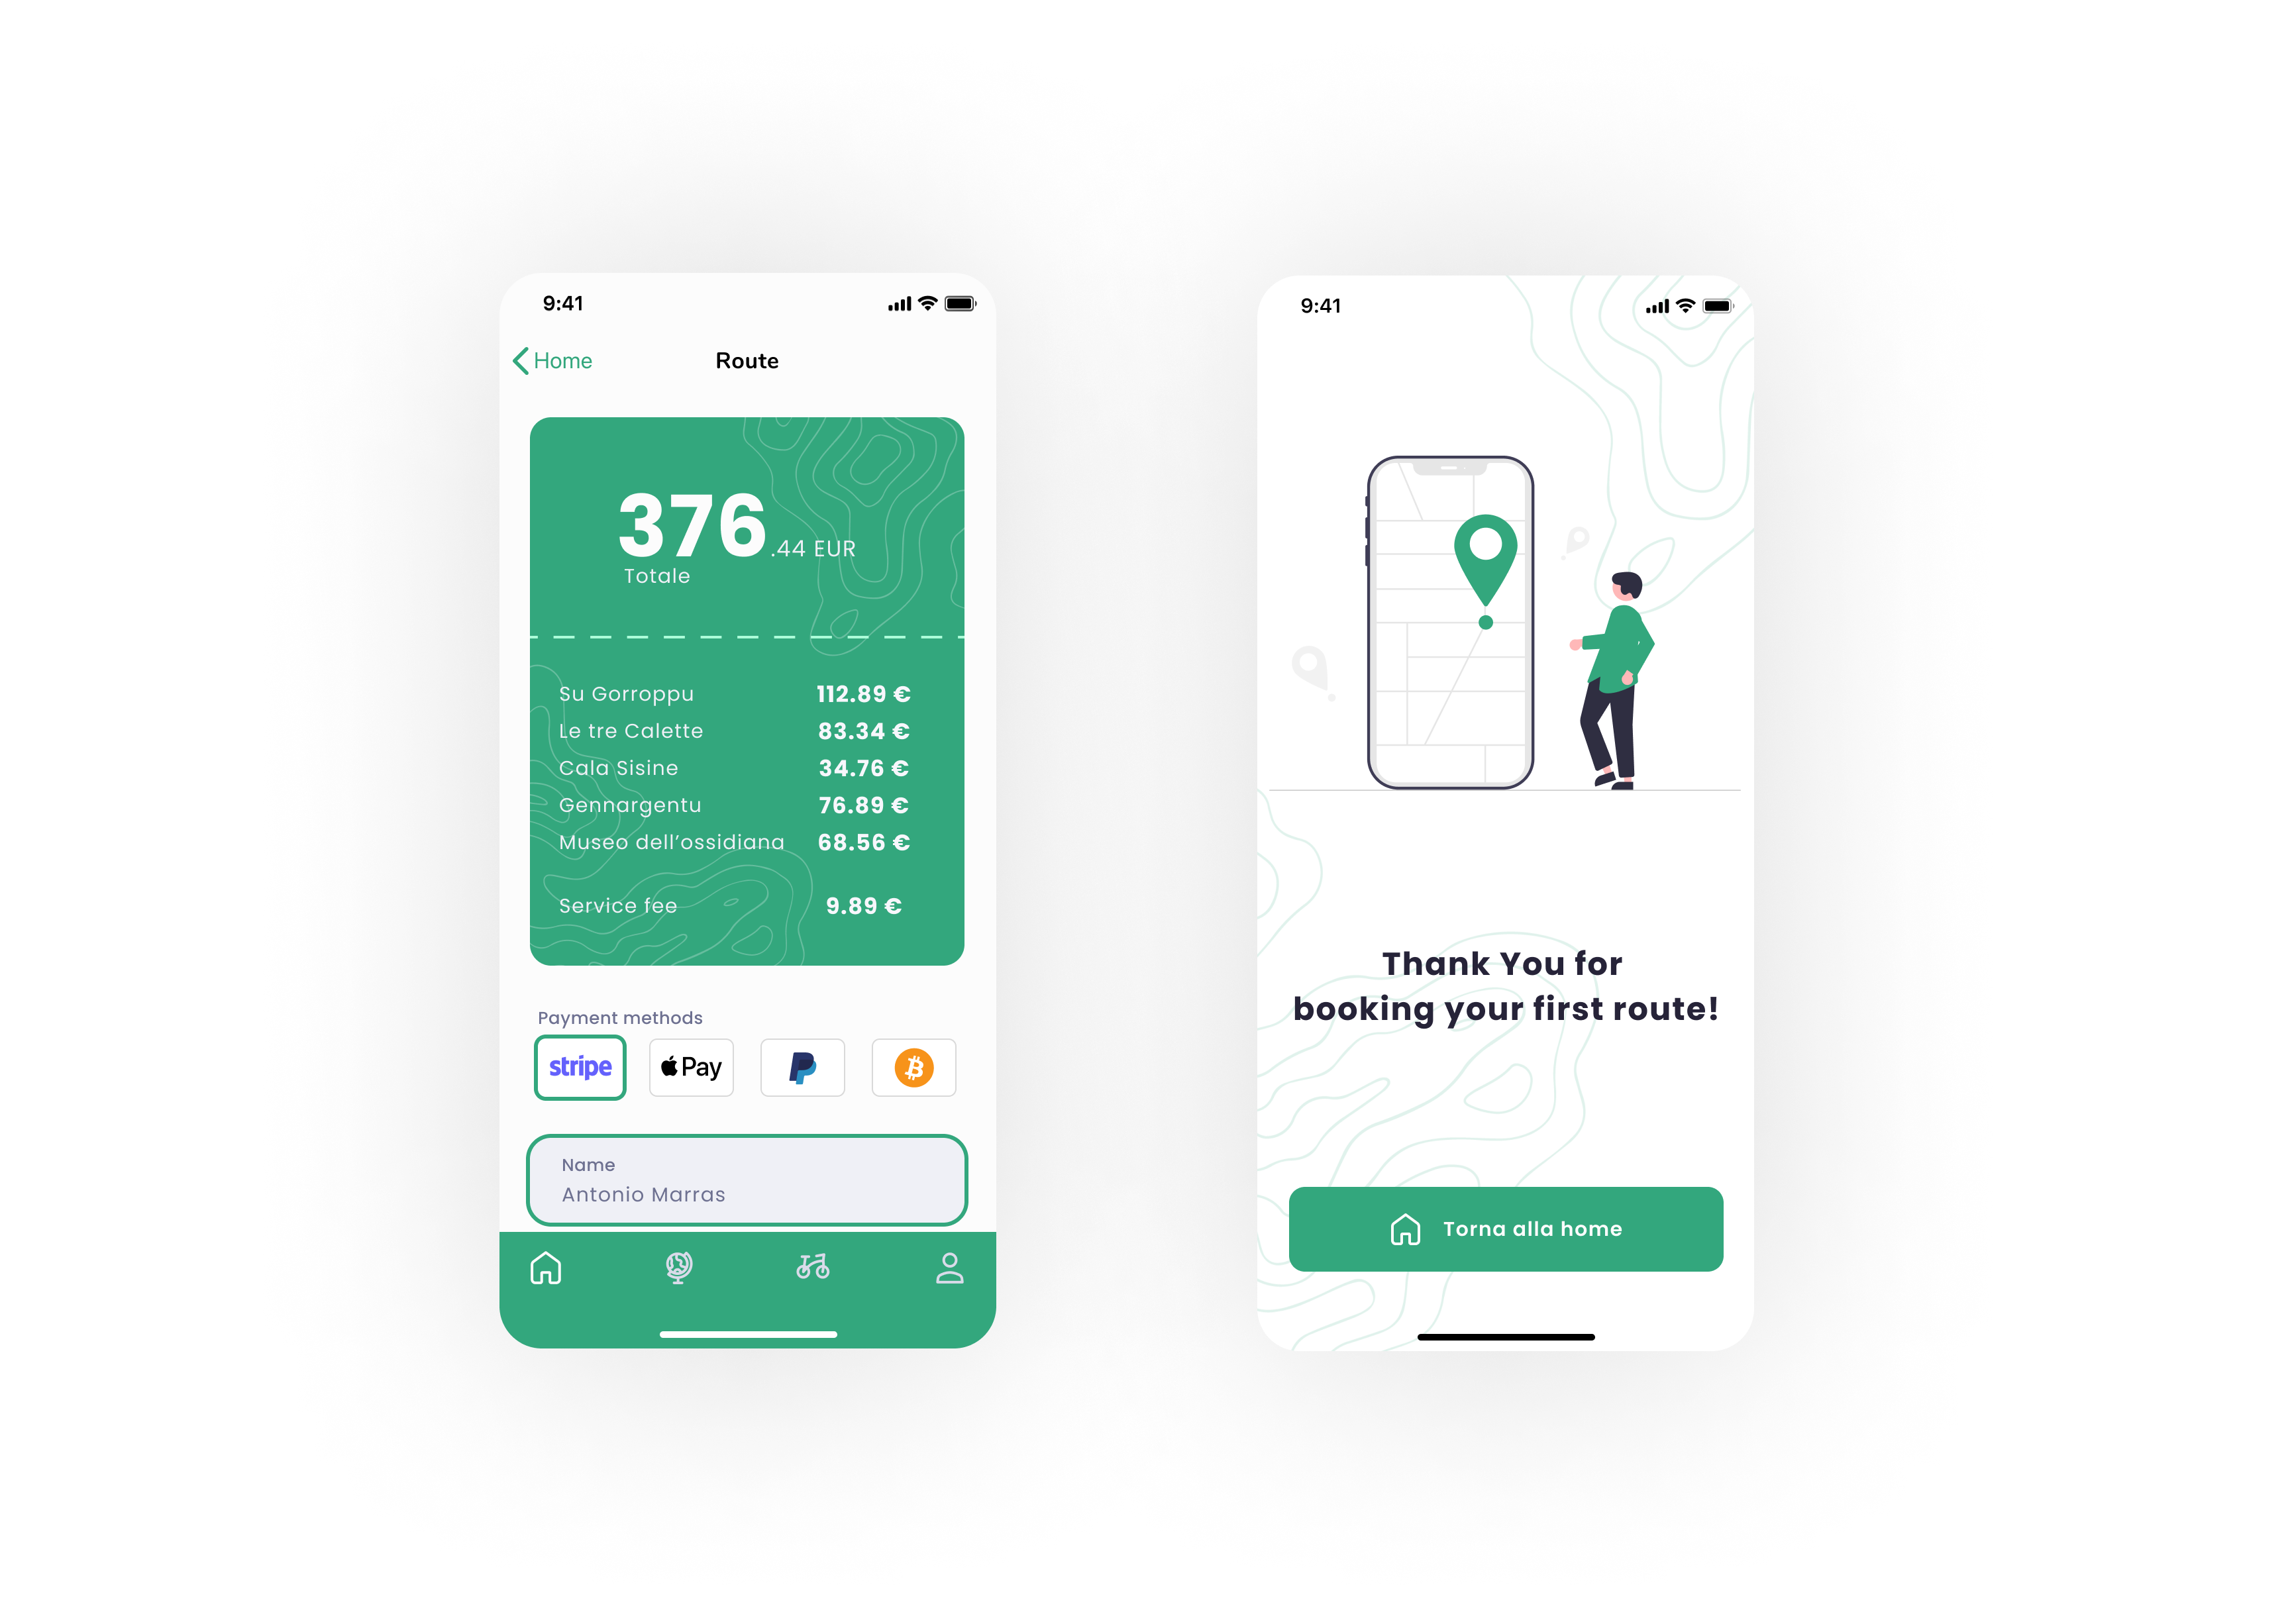 9:41
Home
Route
376.44 EUR
Totale
Su Gorroppu 112.89 €
Le tre Calette 83.34 €
Cala Sisine 34.76 €
Gennargentu 76.89 €
Museo dell’ossidiana 68.56 €
Service fee 9.89 €
Payment methods
stripe Pay
Name
Antonio Marras
9:41
Thank You for
booking your first route!
Torna alla home